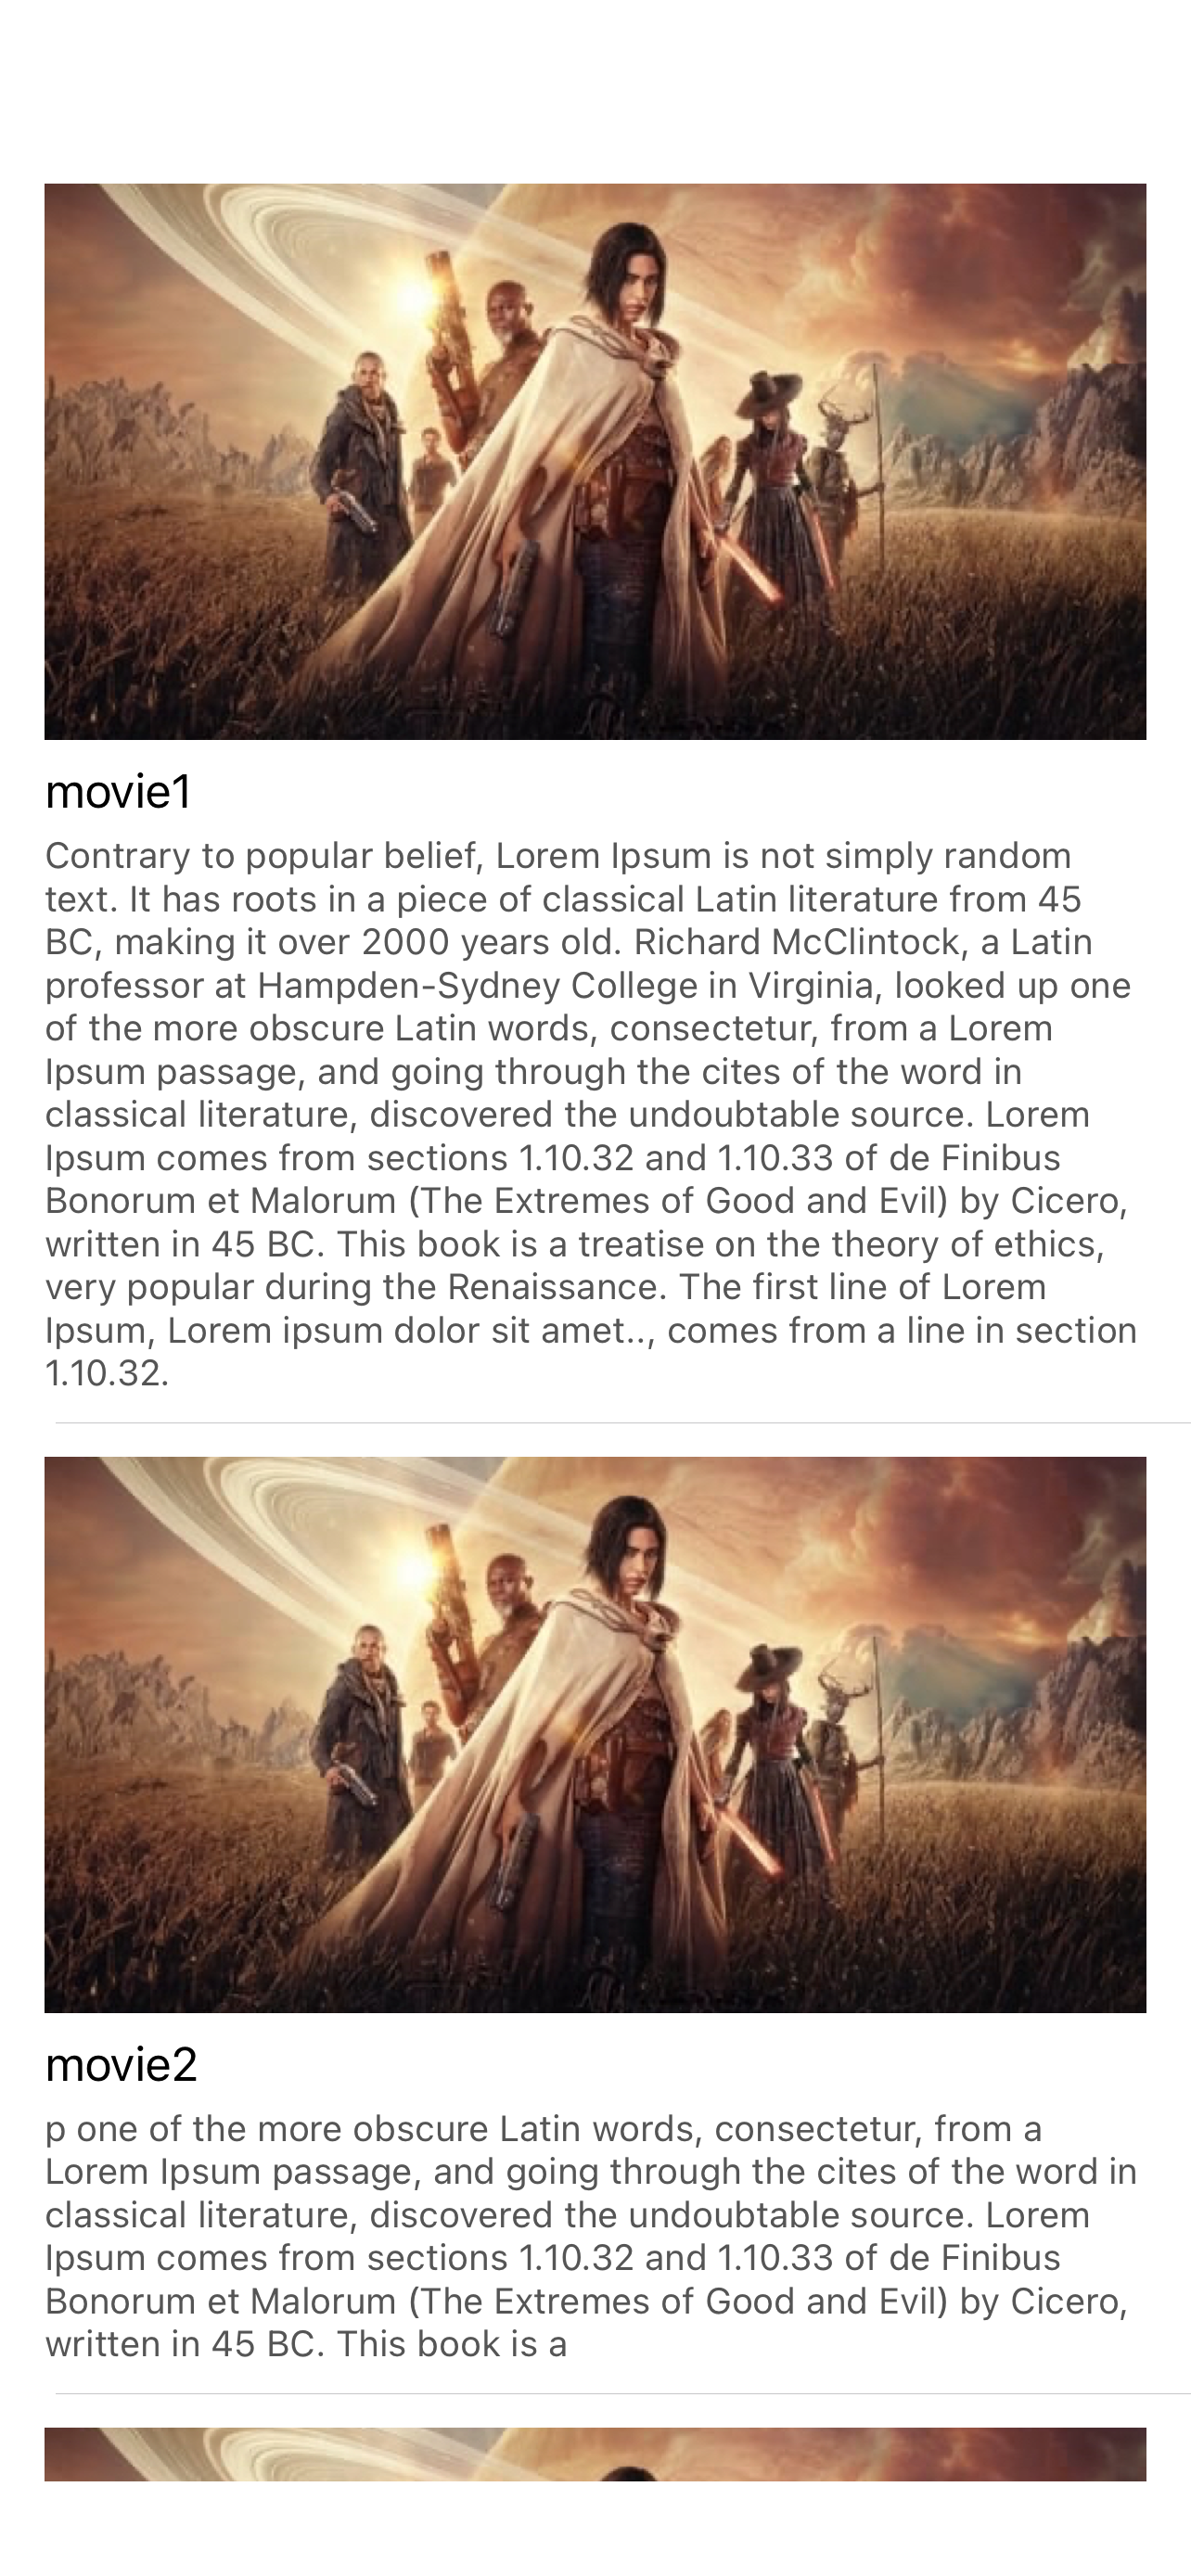 movie1
Contrary to popular belief, Lorem Ipsum is not simply random
text. It has roots in a piece of classical Latin literature from 45
BC, making it over 2000 years old. Richard McClintock, a Latin
professor at Hampden-Sydney College in Virginia, looked up one
of the more obscure Latin words, consectetur, from a Lorem
Ipsum passage, and going through the cites of the word in
classical literature, discovered the undoubtable source. Lorem
Ipsum comes from sections 1.10.32 and 1.10.33 of de Finibus
Bonorum et Malorum (The Extremes of Good and Evil) by Cicero,
written in 45 BC. This book is a treatise on the theory of ethics,
very popular during the Renaissance. The first line of Lorem
Ipsum, Lorem ipsum dolor sit amet.., comes from a line in section
1.10.32.
movie2
p one of the more obscure Latin words, consectetur, from a
Lorem Ipsum passage, and going through the cites of the word in
classical literature, discovered the undoubtable source. Lorem
Ipsum comes from sections 1.10.32 and 1.10.33 of de Finibus
Bonorum et Malorum (The Extremes of Good and Evil) by Cicero,
written in 45 BC. This book is a